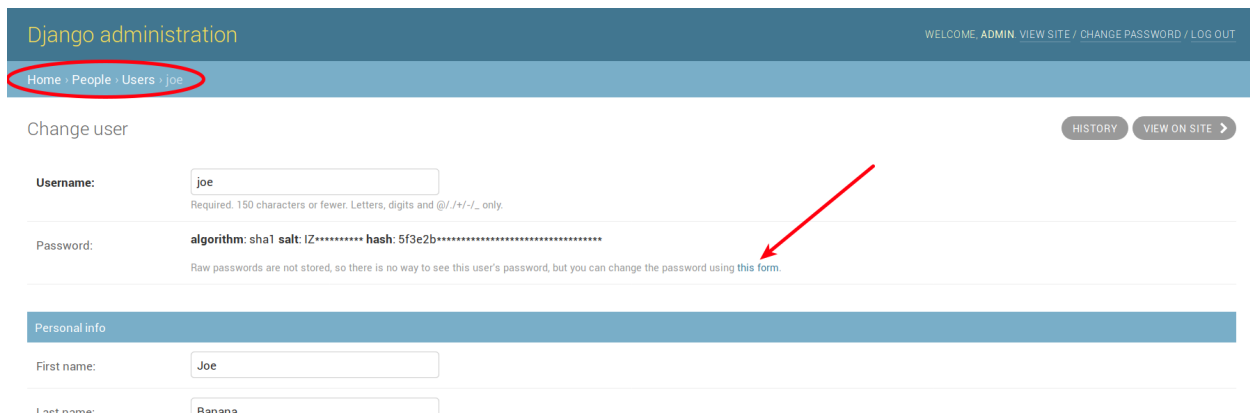 Django administration
WELCOME, ADMIN. VIEW SITE / CHANGE PASSWORD / LOG OUT
Home › People › Users › joe
Change user
HISTORY
VIEW ON SITE
Username:
joe
Required. 150 characters or fewer. Letters, digits and @/./+/-/_ only.
Password:
algorithm: sha1 salt: IZ********** hash: 5f3e2b**********************************
Raw passwords are not stored, so there is no way to see this user's password, but you can change the password using this form.
Personal info
First name:
Joe
Last name:
Banana